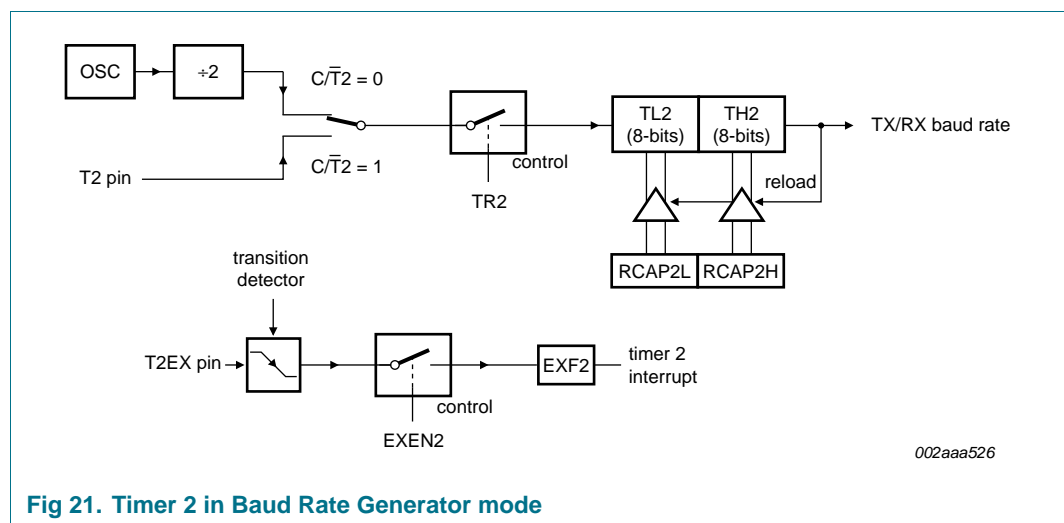 OSC
÷2
C/T̅2 = 0
C/T̅2 = 1
T2 pin
control
TR2
TL2
(8-bits)
TH2
(8-bits)
TX/RX baud rate
reload
RCAP2L
RCAP2H
transition
detector
T2EX pin
control
EXEN2
EXF2
timer 2
interrupt
002aaa526
Fig 21. Timer 2 in Baud Rate Generator mode